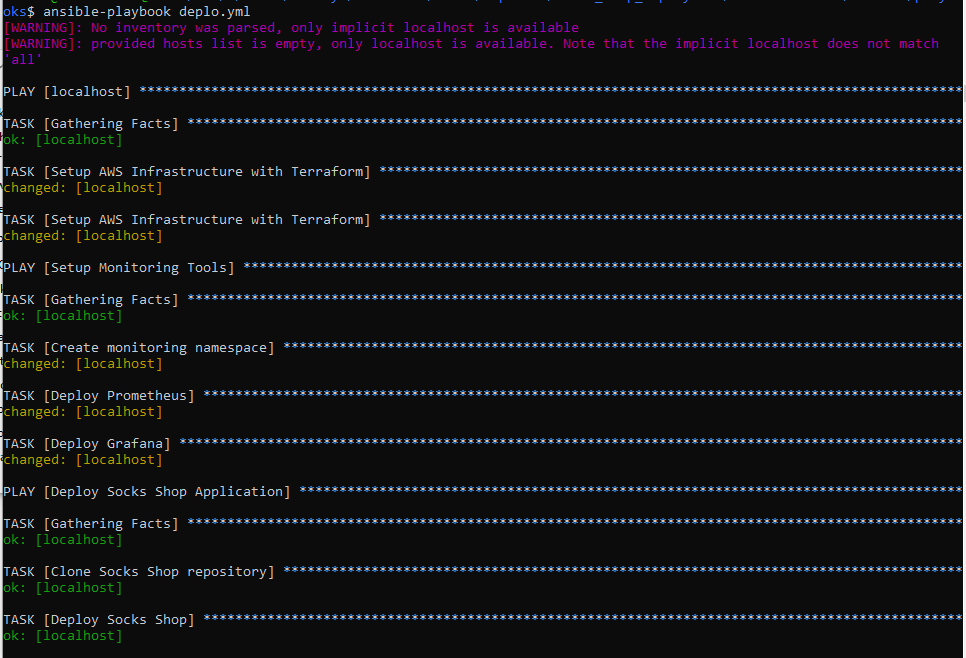 oks$ ansible-playbook deplo.yml
[WARNING]: No inventory was parsed, only implicit localhost is available
[WARNING]: provided hosts list is empty, only localhost is available. Note that the implicit localhost does not match
'all'
PLAY [localhost] *******************************************************************************************************
TASK [Gathering Facts] *************************************************************************************************
ok: [localhost]
TASK [Setup AWS Infrastructure with Terraform] *************************************************************************
changed: [localhost]
TASK [Setup AWS Infrastructure with Terraform] *************************************************************************
changed: [localhost]
PLAY [Setup Monitoring Tools] ******************************************************************************************
TASK [Gathering Facts] *************************************************************************************************
ok: [localhost]
TASK [Create monitoring namespace] *************************************************************************************
changed: [localhost]
TASK [Deploy Prometheus] ***********************************************************************************************
changed: [localhost]
TASK [Deploy Grafana] **************************************************************************************************
changed: [localhost]
PLAY [Deploy Socks Shop Application] ***********************************************************************************
TASK [Gathering Facts] *************************************************************************************************
ok: [localhost]
TASK [Clone Socks Shop repository] *************************************************************************************
ok: [localhost]
TASK [Deploy Socks Shop] ***********************************************************************************************
ok: [localhost]